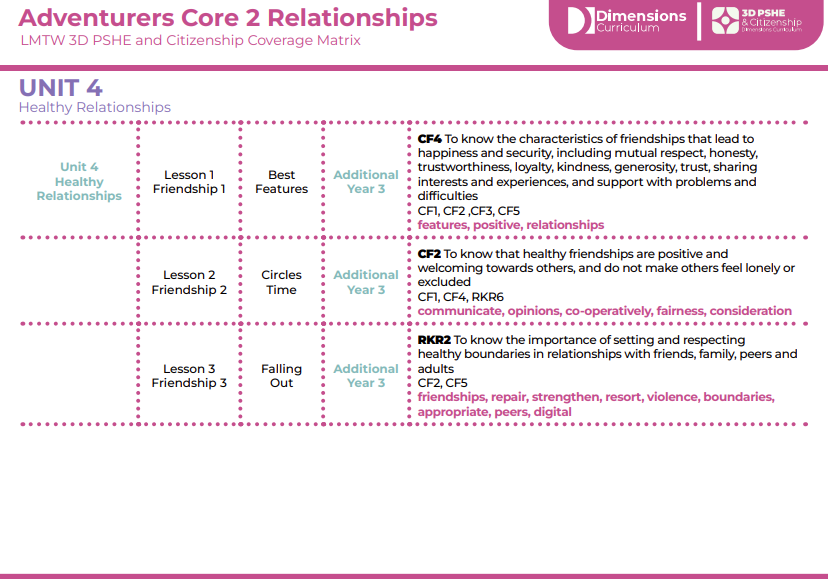 Adventurers Core 2 Relationships
LMTW 3D PSHE and Citizenship Coverage Matrix
Dimensions
Curriculum
3D PSHE
& Citizenship
Dimensions Curriculum
UNIT 4
Healthy Relationships
Unit 4
Healthy
Relationships
Lesson 1
Friendship 1
Best
Features
Additional
Year 3
CF4 To know the characteristics of friendships that lead to
happiness and security, including mutual respect, honesty,
trustworthiness, loyalty, kindness, generosity, trust, sharing
interests and experiences, and support with problems and
difficulties
CF1, CF2 ,CF3, CF5
features, positive, relationships
Lesson 2
Friendship 2
Circles
Time
Additional
Year 3
CF2 To know that healthy friendships are positive and
welcoming towards others, and do not make others feel lonely or
excluded
CF1, CF4, RKR6
communicate, opinions, co-operatively, fairness, consideration
Lesson 3
Friendship 3
Falling
Out
Additional
Year 3
RKR2 To know the importance of setting and respecting
healthy boundaries in relationships with friends, family, peers and
adults
CF2, CF5
friendships, repair, strengthen, resort, violence, boundaries,
appropriate, peers, digital